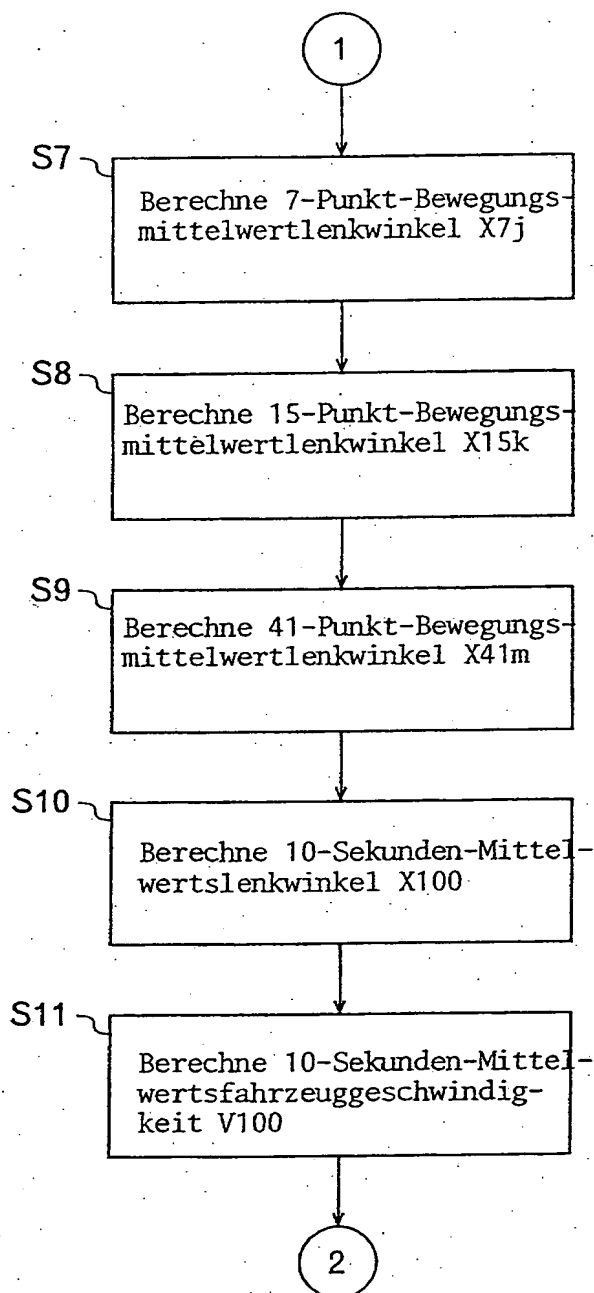 1
S7
Berechne 7-Punkt-Bewegungs-
mittelwertlenkwinkel X7j
S8
Berechne 15-Punkt-Bewegungs-
mittelwertlenkwinkel X15k
S9
Berechne 41-Punkt-Bewegungs-
mittelwertlenkwinkel X41m
S10
Berechne 10-Sekunden-Mittel-
wertslenkwinkel X100
S11
Berechne 10-Sekunden-Mittel-
wertsfahrzeuggeschwindig-
keit V100
2